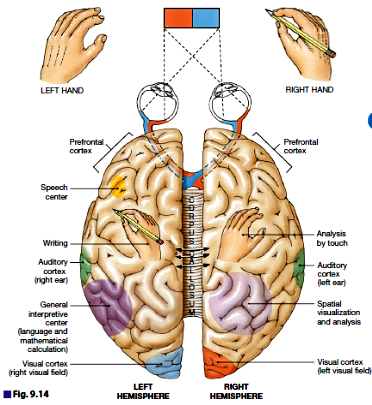 LEFT HAND
RIGHT HAND
Prefrontal
cortex
Prefrontal
cortex
Speech
center
CORPUS CALLOSUM
Writing
Analysis
by touch
Auditory
cortex
(right ear)
Auditory
cortex
(left ear)
General
interpretive
center
(language and
mathematical
calculation)
Spatial
visualization
and analysis
Visual cortex
(right visual field)
Visual cortex
(left visual field)
LEFT
HEMISPHERE
RIGHT
HEMISPHERE
Fig. 9.14